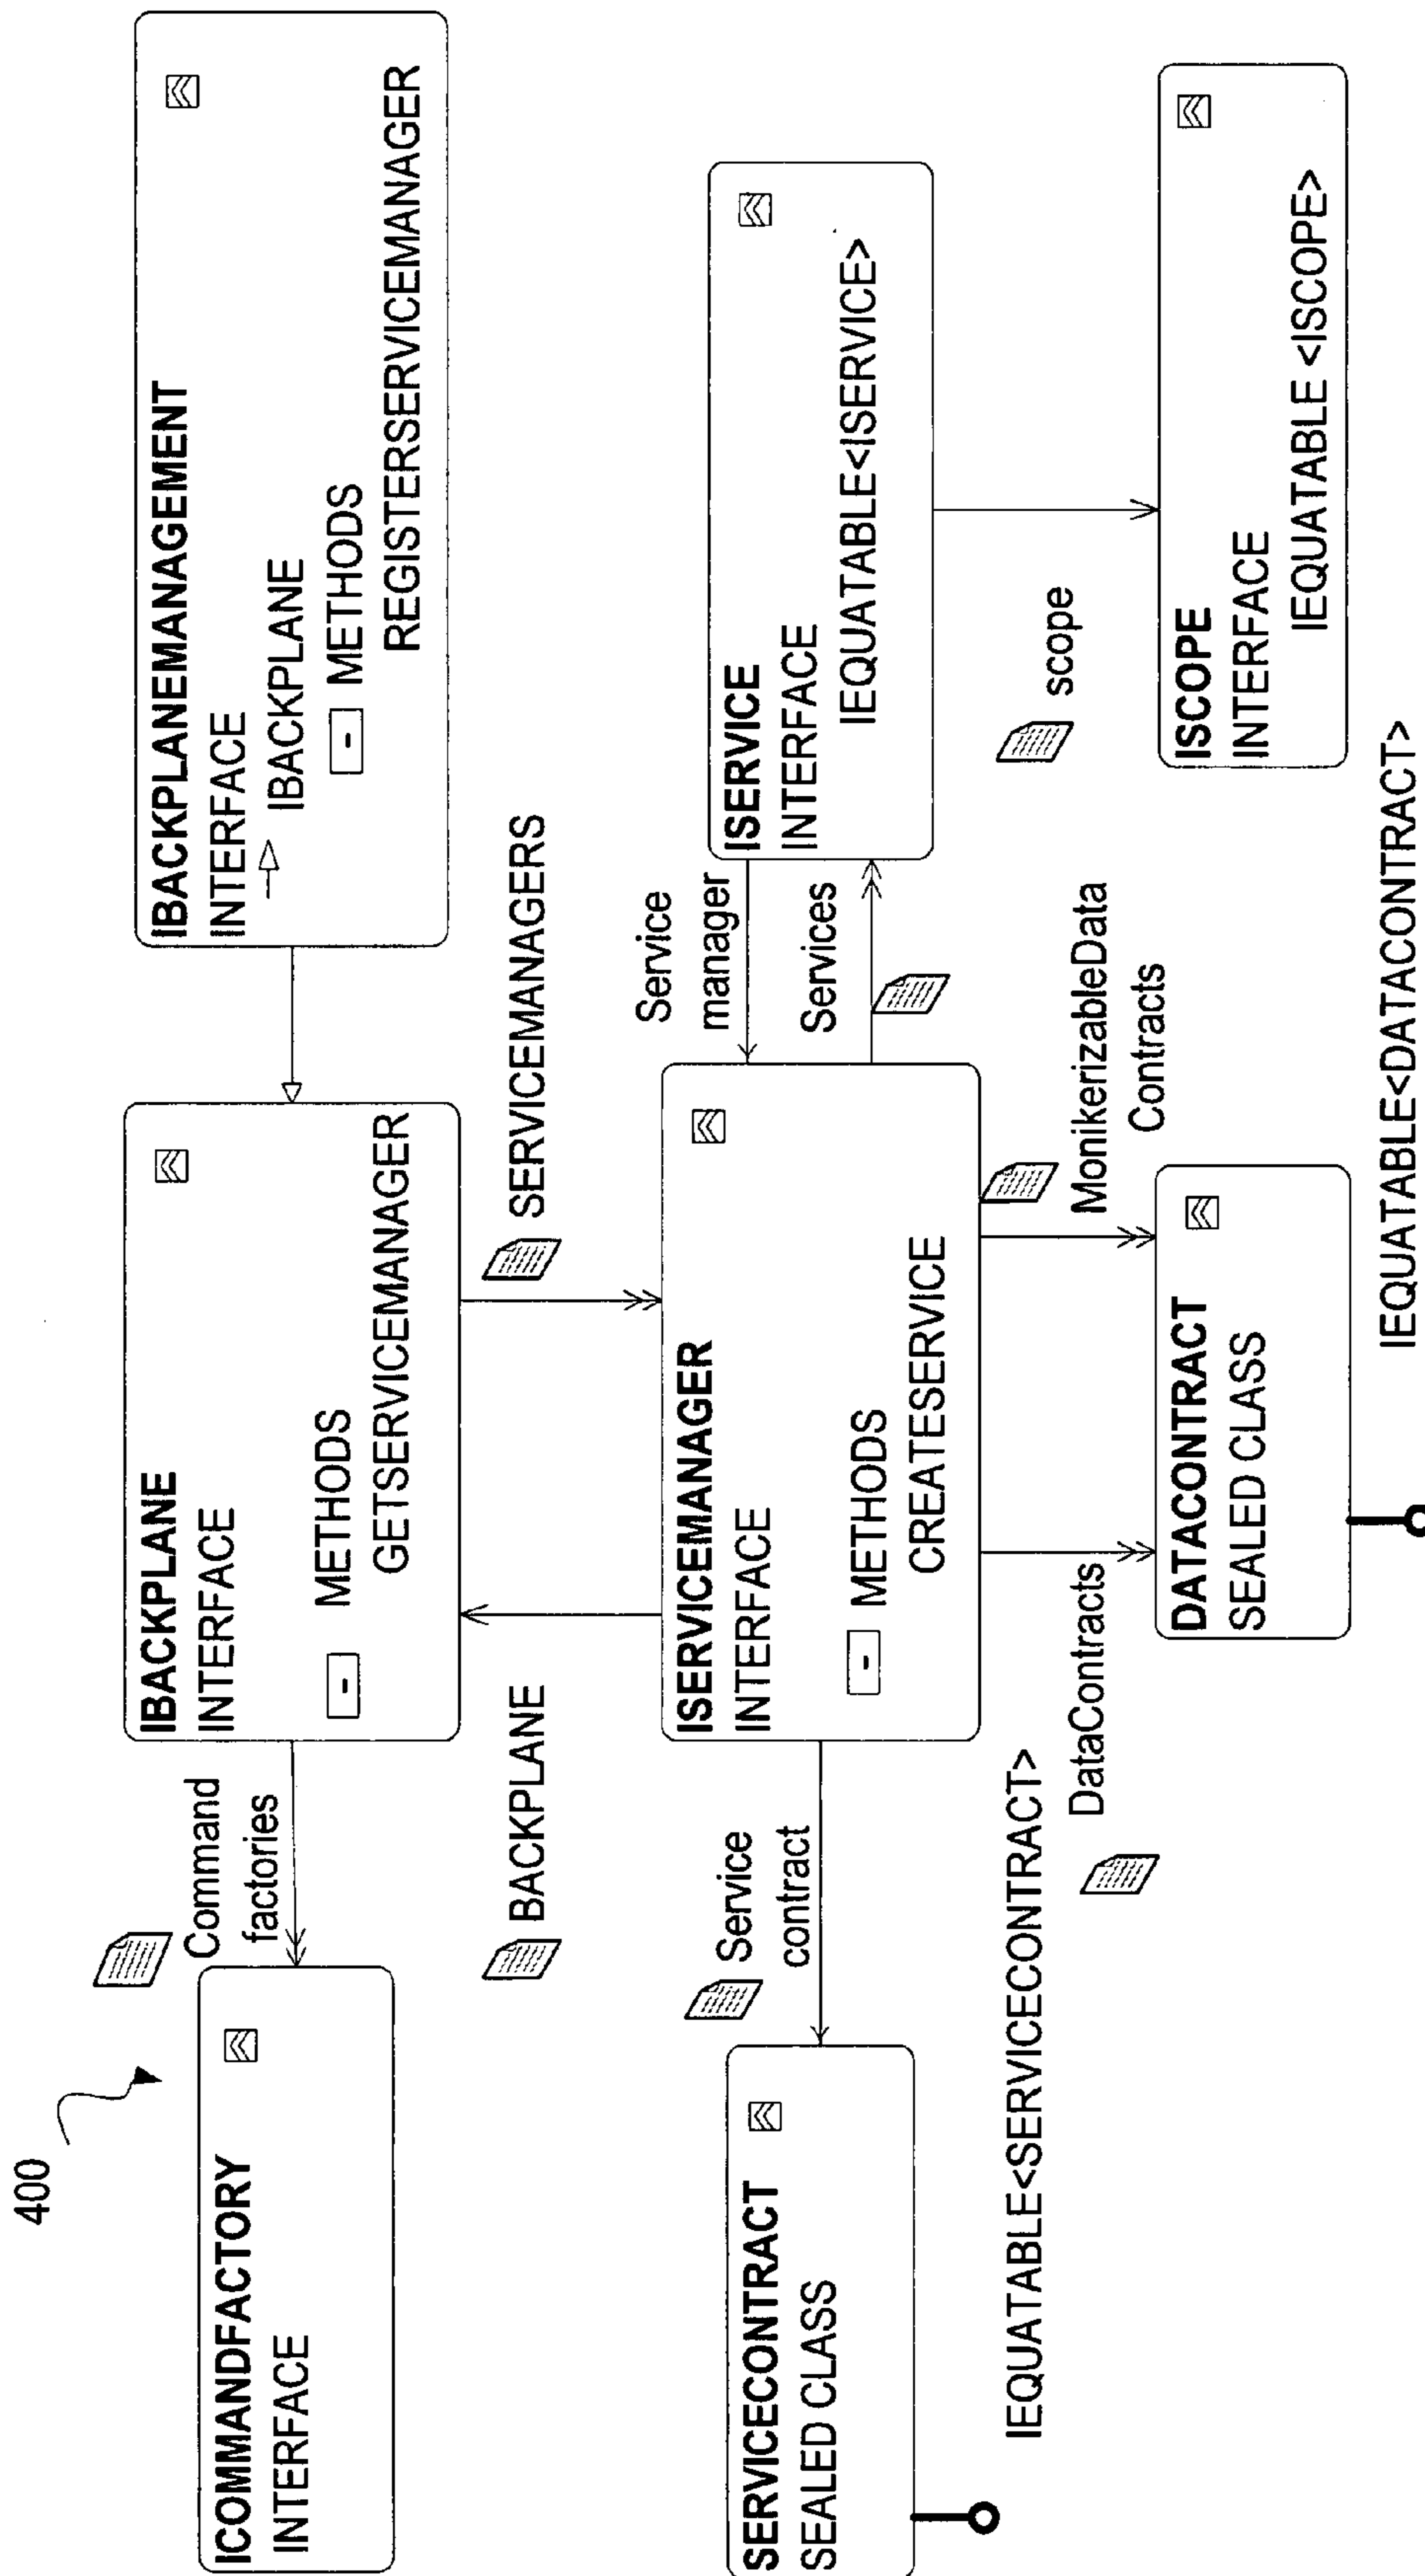 400
ICOMMANDFACTORY
INTERFACE
Command
factories
IBACKPLANE
INTERFACE
- METHODS
GETSERVICEMANAGER
IBACKPLANEMANAGEMENT
INTERFACE
IBACKPLANE
- METHODS
REGISTERSERVICEMANAGER
BACKPLANE
SERVICEMANAGERS
SERVICECONTRACT
SEALED CLASS
Service
contract
ISERVICEMANAGER
INTERFACE
- METHODS
CREATESERVICE
Service
manager
Services
ISERVICE
INTERFACE
IEQUATABLE<ISERVICE>
IEQUATABLE<SERVICECONTRACT>
DataContracts
MonikerizableData
Contracts
scope
DATACONTRACT
SEALED CLASS
ISCOPE
INTERFACE
IEQUATABLE <ISCOPE>
IEQUATABLE<DATACONTRACT>